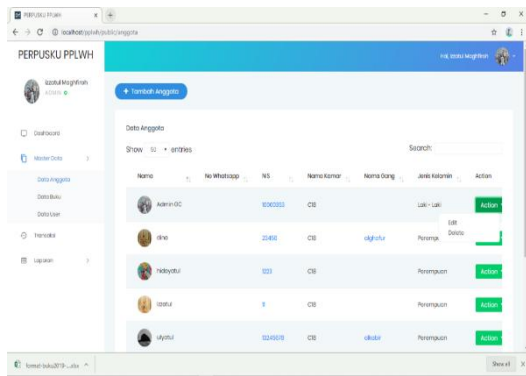 PERPUSKU PPLWH
localhost/pplwh/public/anggota
PERPUSKU PPLWH
Hai, Izzatul Maghfiroh
Izzatul Maghfiroh
ADMIN
+ Tambah Anggota
Dashboard
Master Data
Data Anggota
Data Buku
Data User
Transaksi
Laporan
Data Anggota
Show 10 entries
Search:
Nama No Whatsapp NIS Nama Kamar Nama Gang Jenis Kelamin Action
Admin GC C18 Laki - Laki Action
Edit
Delete
dina C18 Action
hidayatul C18 Perempuan Action
izzatul C18 Perempuan Action
ulyatul C18 Perempuan Action
Show all